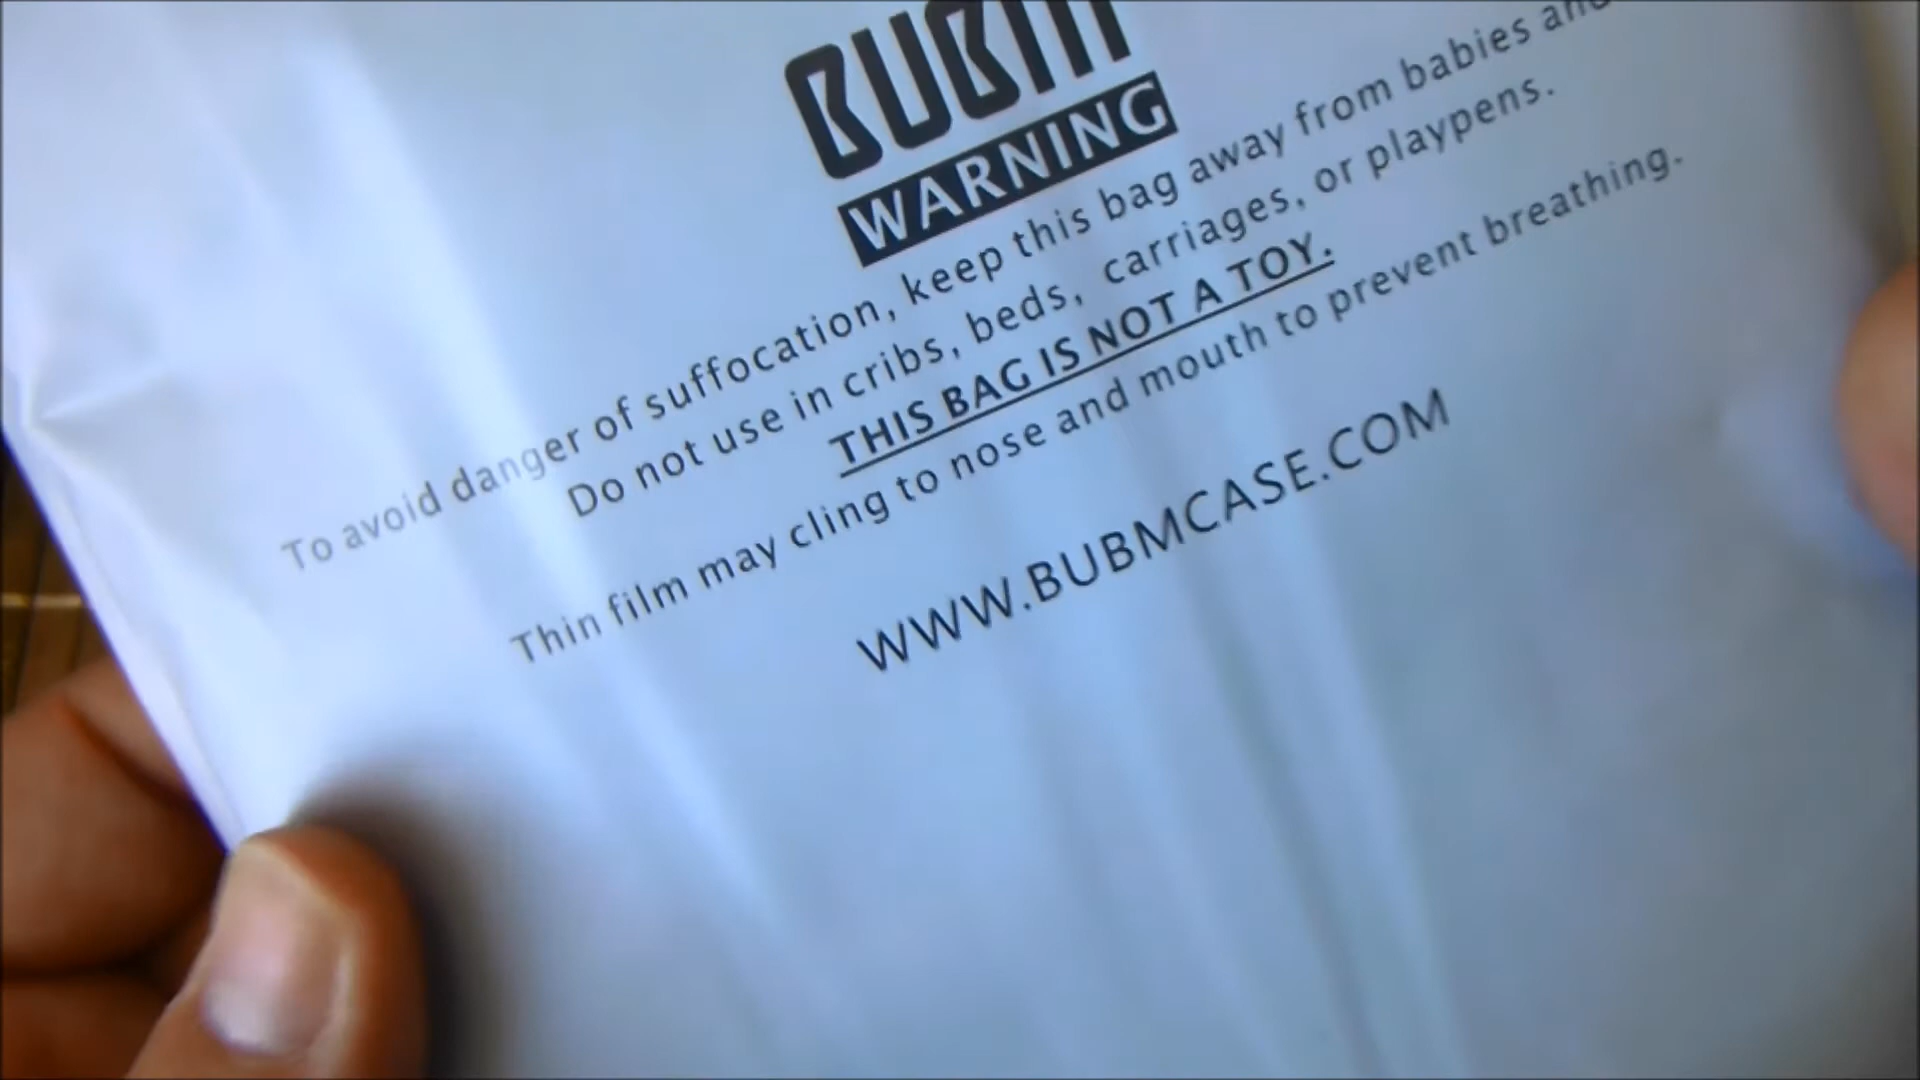 BUBM
WARNING
To avoid danger of suffocation, keep this bag away from babies and
Do not use in cribs, beds, carriages, or playpens.
THIS BAG IS NOT A TOY.
Thin film may cling to nose and mouth to prevent breathing.
WWW.BUBMCASE.COM